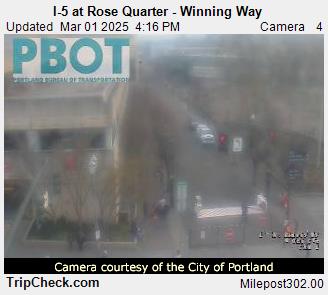 I-5 at Rose Quarter - Winning Way
Updated Mar 01 2025 4:16 PM Camera 4
PBOT
PORTLAND BUREAU OF TRANSPORTATION
Camera courtesy of the City of Portland
TripCheck.com Milepost302.00